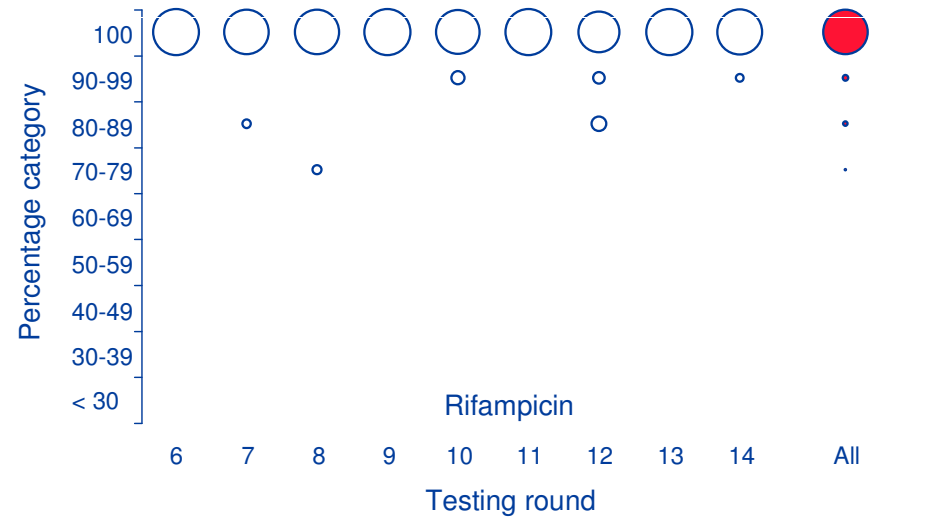 Percentage category
100
90-99
80-89
70-79
60-69
50-59
40-49
30-39
< 30
Rifampicin
6 7 8 9 10 11 12 13 14 All
Testing round